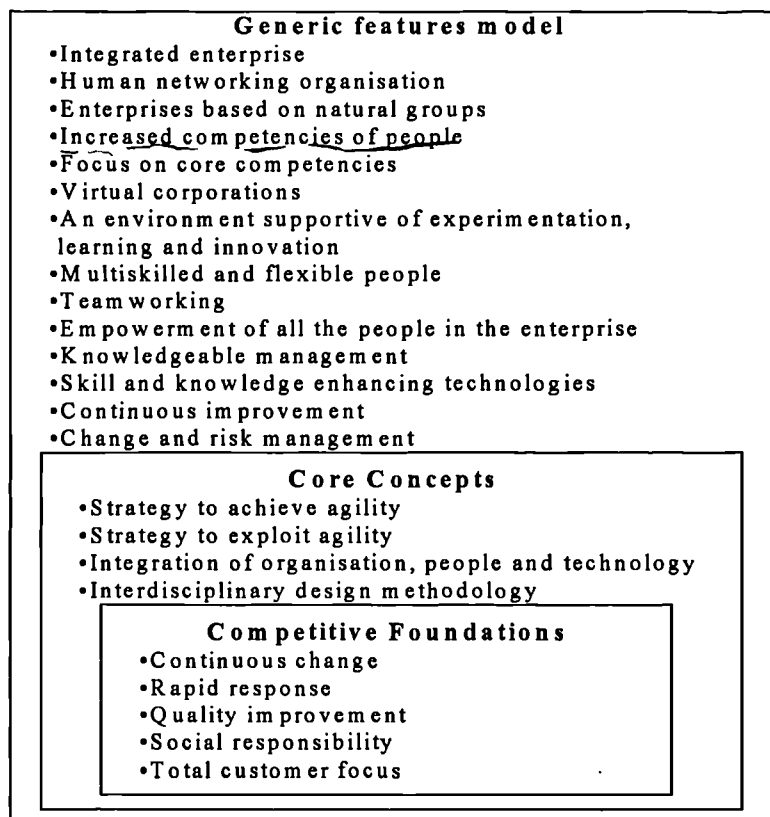 Generic features model
•Integrated enterprise
•Human networking organisation
•Enterprises based on natural groups
•Increased competencies of people
•Focus on core competencies
•Virtual corporations
•An environment supportive of experimentation,
learning and innovation
•Multiskilled and flexible people
•Teamworking
•Empowerment of all the people in the enterprise
•Knowledgeable management
•Skill and knowledge enhancing technologies
•Continuous improvement
•Change and risk management
Core Concepts
•Strategy to achieve agility
•Strategy to exploit agility
•Integration of organisation, people and technology
•Interdisciplinary design methodology
Competitive Foundations
•Continuous change
•Rapid response
•Quality improvement
•Social responsibility
•Total customer focus